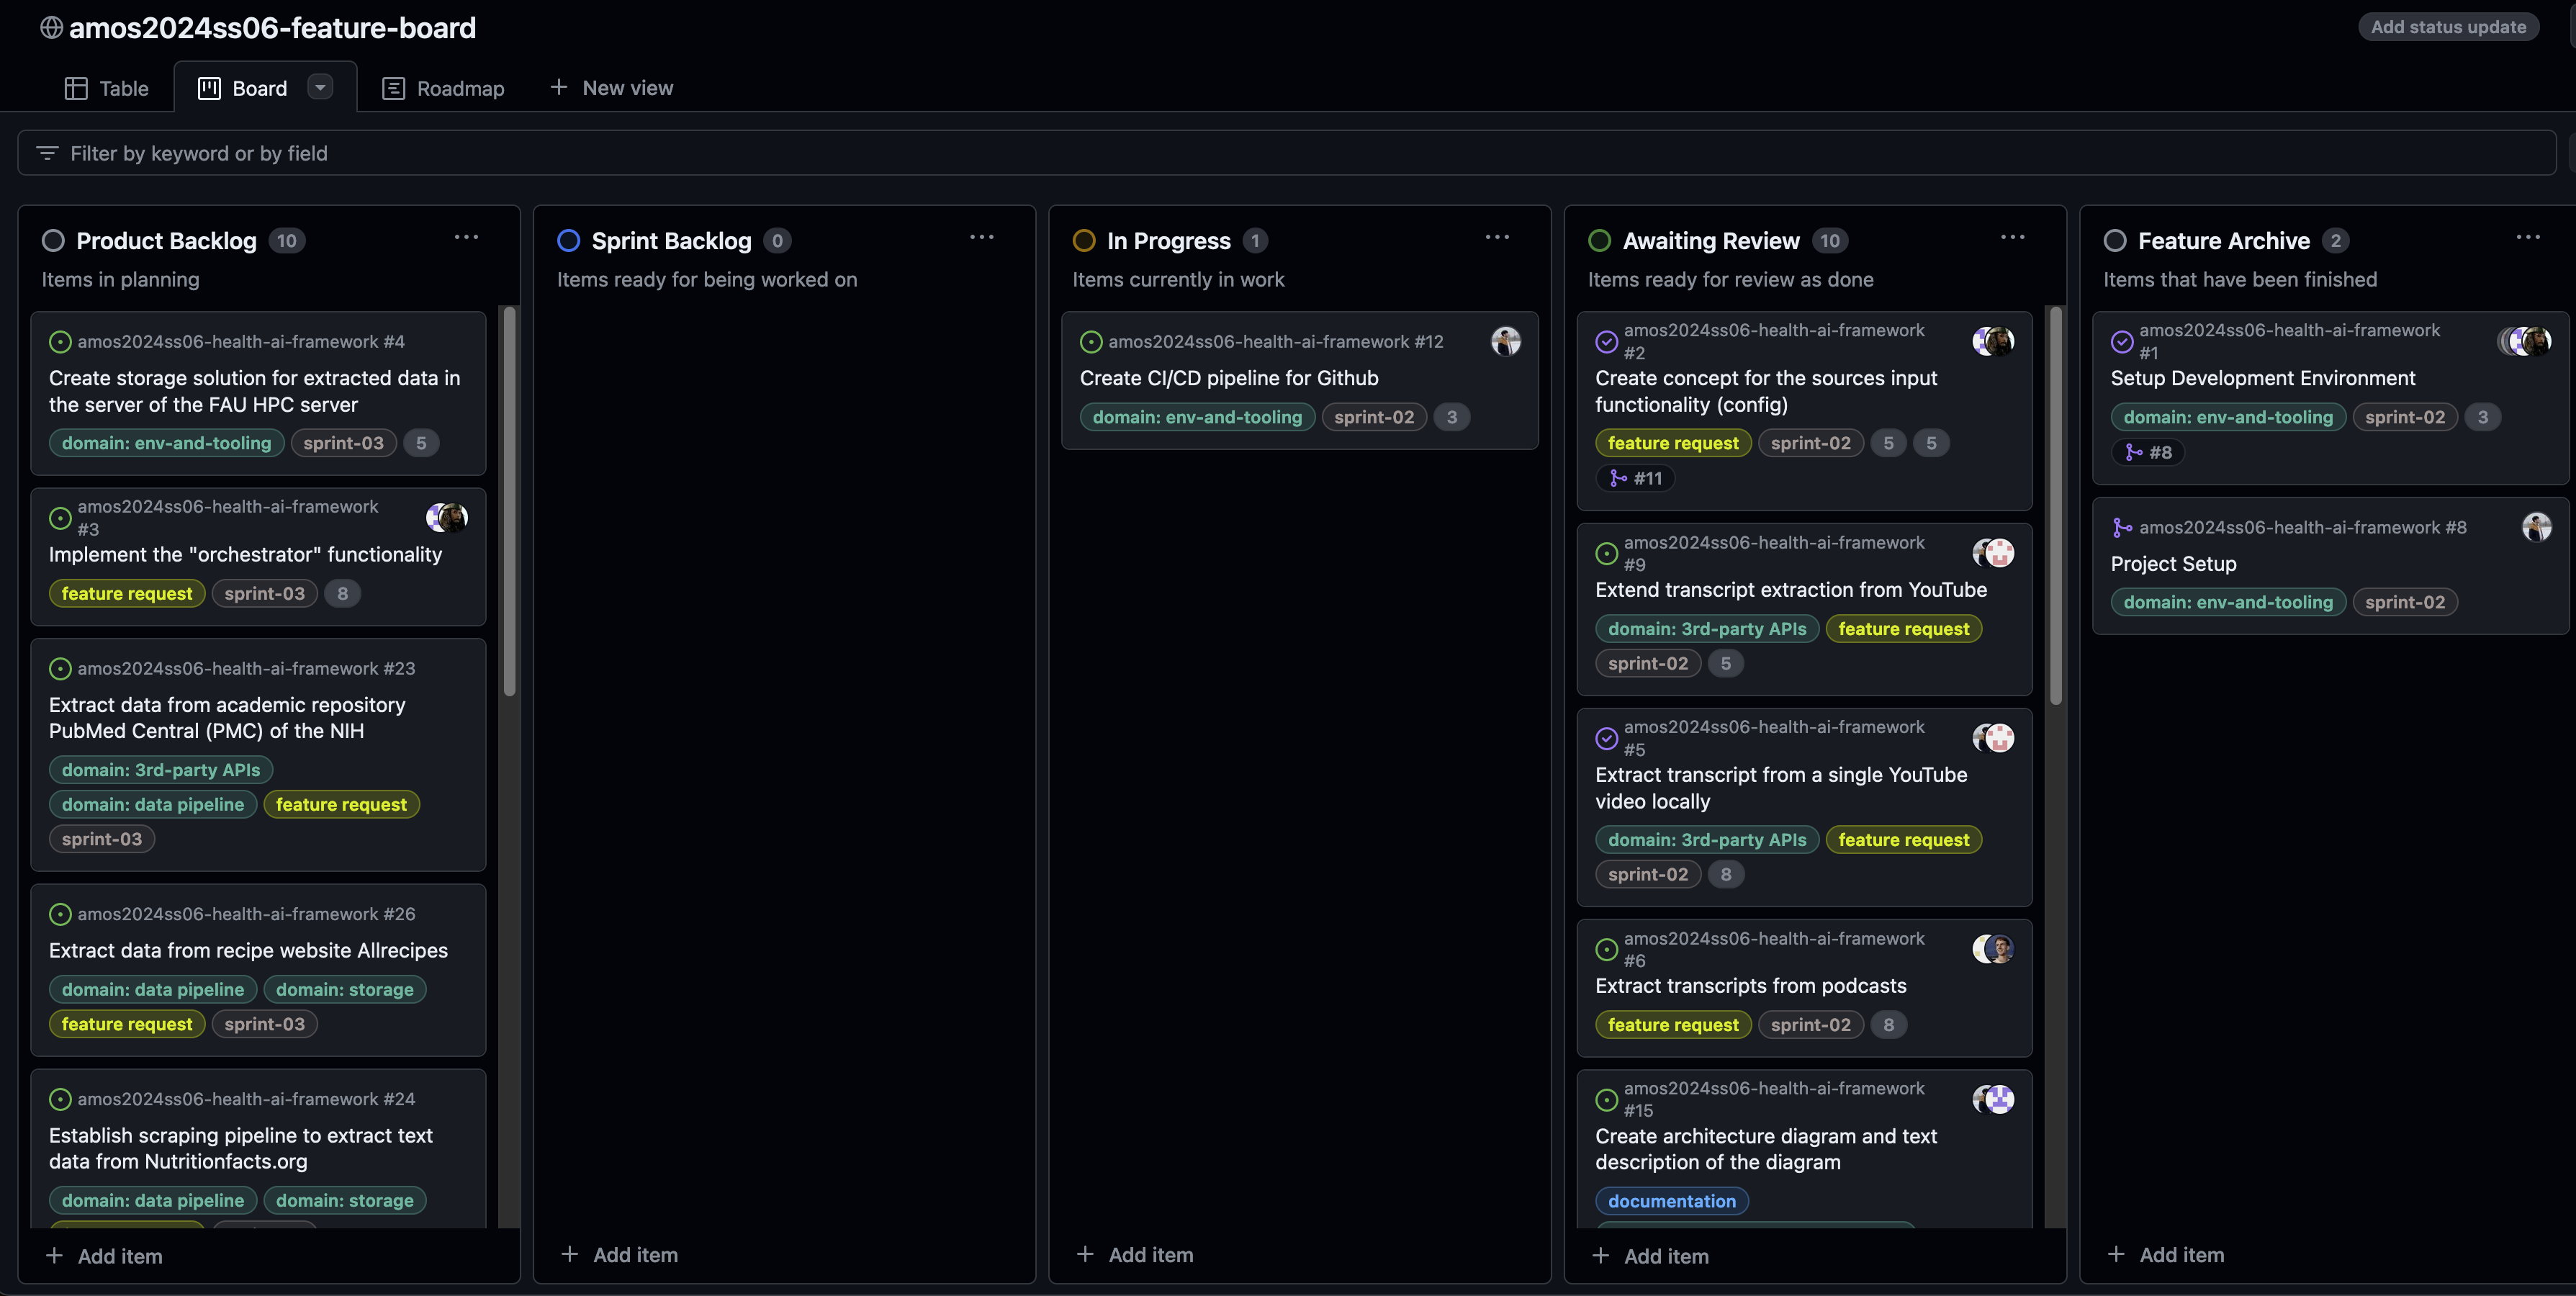 amos2024ss06-feature-board
Add status update
Table
Board
Roadmap
+ New view
Filter by keyword or by field
Product Backlog 10
Items in planning
amos2024ss06-health-ai-framework #4
Create storage solution for extracted data in
the server of the FAU HPC server
domain: env-and-tooling sprint-03 5
amos2024ss06-health-ai-framework
#3
Implement the "orchestrator" functionality
feature request sprint-03 8
amos2024ss06-health-ai-framework #23
Extract data from academic repository
PubMed Central (PMC) of the NIH
domain: 3rd-party APIs
domain: data pipeline feature request
sprint-03
amos2024ss06-health-ai-framework #26
Extract data from recipe website Allrecipes
domain: data pipeline domain: storage
feature request sprint-03
amos2024ss06-health-ai-framework #24
Establish scraping pipeline to extract text
data from Nutritionfacts.org
domain: data pipeline domain: storage
+ Add item
Sprint Backlog 0
Items ready for being worked on
+ Add item
In Progress 1
Items currently in work
amos2024ss06-health-ai-framework #12
Create CI/CD pipeline for Github
domain: env-and-tooling sprint-02 3
+ Add item
Awaiting Review 10
Items ready for review as done
amos2024ss06-health-ai-framework
#2
Create concept for the sources input
functionality (config)
feature request sprint-02 5 5
#11
amos2024ss06-health-ai-framework
#9
Extend transcript extraction from YouTube
domain: 3rd-party APIs feature request
sprint-02 5
amos2024ss06-health-ai-framework
#5
Extract transcript from a single YouTube
video locally
domain: 3rd-party APIs feature request
sprint-02 8
amos2024ss06-health-ai-framework
#6
Extract transcripts from podcasts
feature request sprint-02 8
amos2024ss06-health-ai-framework
#15
Create architecture diagram and text
description of the diagram
documentation
+ Add item
Feature Archive 2
Items that have been finished
amos2024ss06-health-ai-framework
#1
Setup Development Environment
domain: env-and-tooling sprint-02 3
#8
amos2024ss06-health-ai-framework #8
Project Setup
domain: env-and-tooling sprint-02
+ Add item